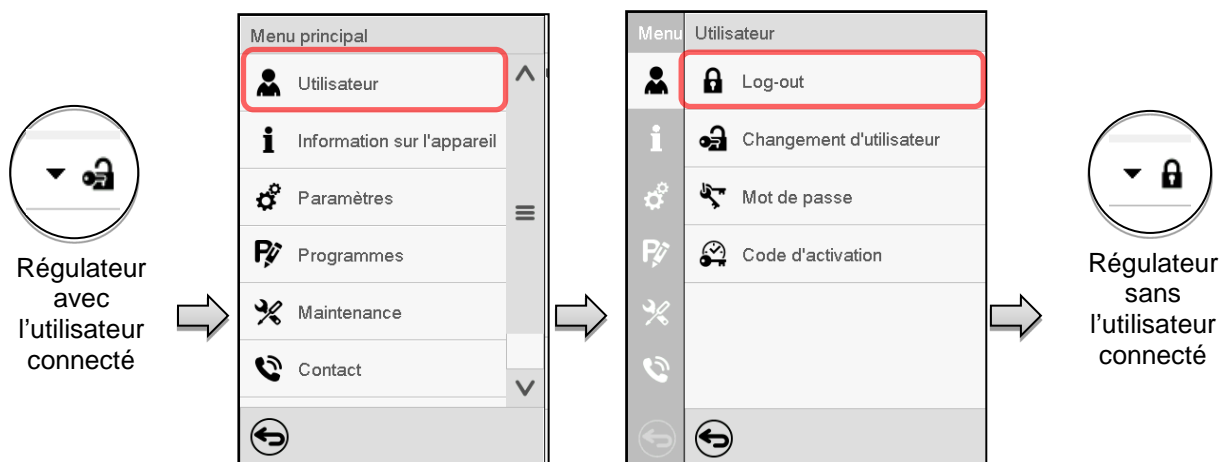 Régulateur
avec
l’utilisateur
connecté
Menu principal
Utilisateur
Information sur l'appareil
Paramètres
Programmes
Maintenance
Contact
Menu
Utilisateur
Log-out
Changement d'utilisateur
Mot de passe
Code d'activation
Régulateur
sans
l’utilisateur
connecté